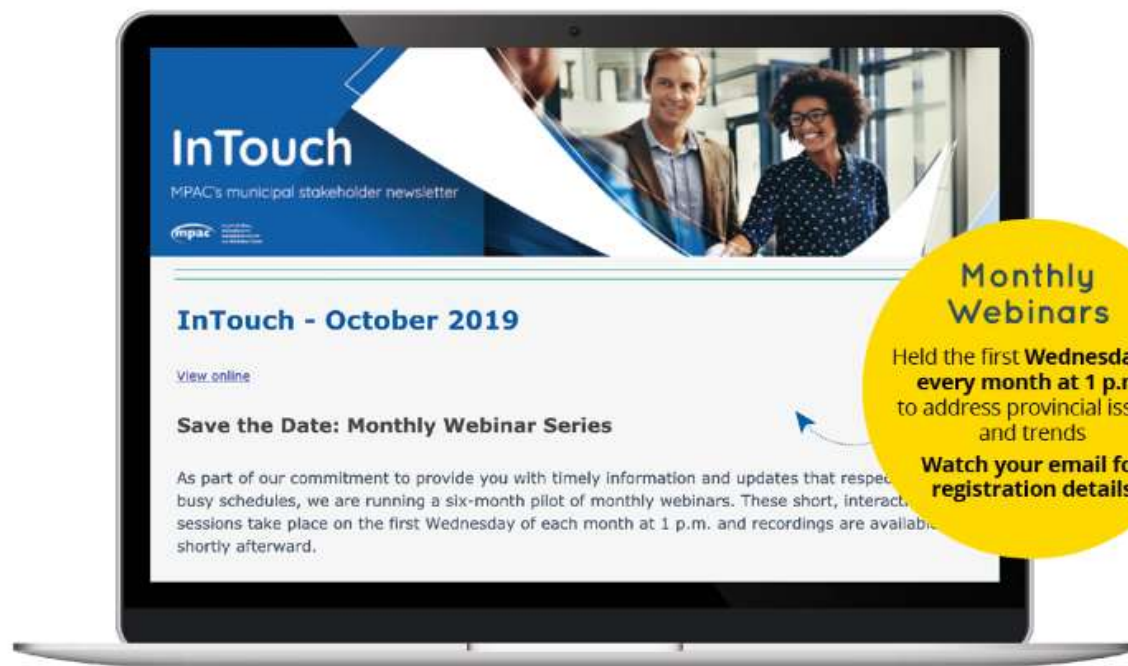 InTouch
MPAC's municipal stakeholder newsletter
mpac
InTouch - October 2019
View online
Save the Date: Monthly Webinar Series
As part of our commitment to provide you with timely information and updates that respec
busy schedules, we are running a six-month pilot of monthly webinars. These short, interact
sessions take place on the first Wednesday of each month at 1 p.m. and recordings are availab
shortly afterward.
Monthly
Webinars
Held the first Wednesda
every month at 1 p.
to address provincial iss
and trends
Watch your email fo
registration details